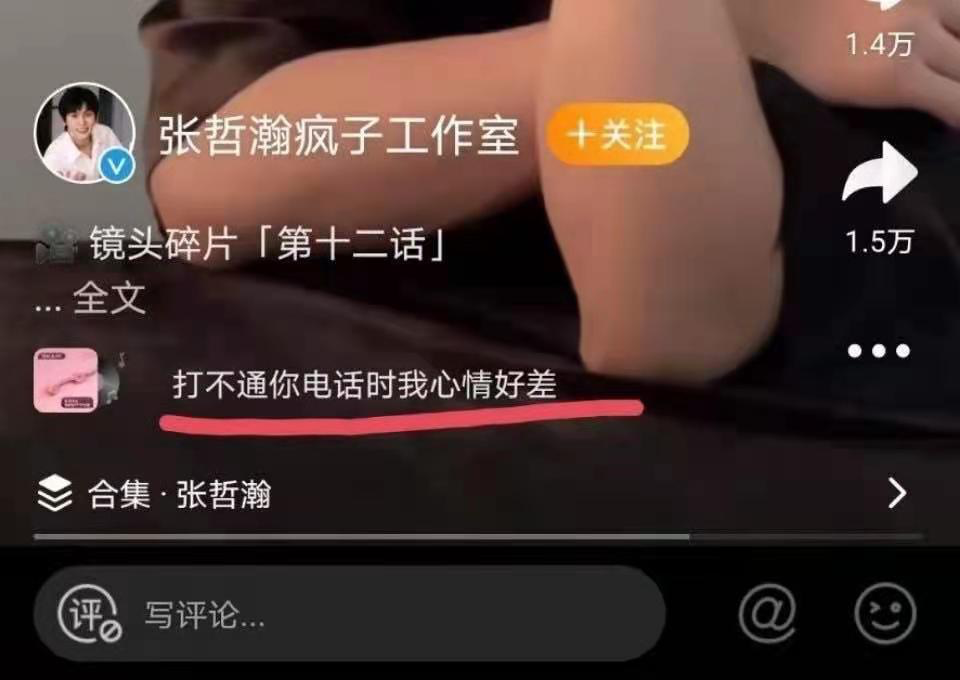 1.4万
张哲瀚疯子工作室
+关注
镜头碎片「第十二话」
1.5万
... 全文
打不通你电话时我心情好差
合集 · 张哲瀚
评
写评论...
@